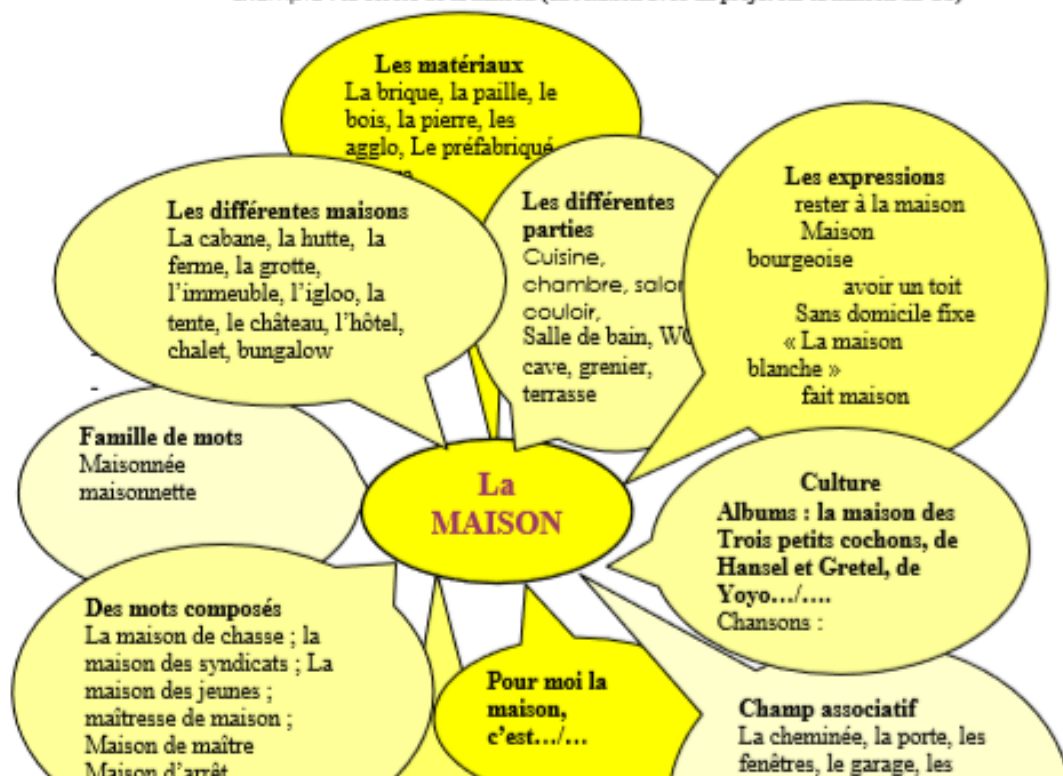 Les matériaux
La brique, la paille, le
bois, la pierre, les
agglo, Le préfabriqué
Les différentes maisons
La cabane, la hutte, la
ferme, la grotte,
l'immeuble, l'igloo, la
tente, le château, l'hôtel,
chalet, bungalow
Les différentes
parties
Cuisine,
chambre, salon
couloir,
Salle de bain, WC
cave, grenier,
terrasse
Les expressions
rester à la maison
Maison
bourgeoise
avoir un toit
Sans domicile fixe
« La maison
blanche »
fait maison
-
-
Famille de mots
Maisonnée
maisonnette
La
MAISON
Culture
Albums : la maison des
Trois petits cochons, de
Hansel et Gretel, de
Yoyo…/….
Chansons :
Des mots composés
La maison de chasse ; la
maison des syndicats ; La
maison des jeunes ;
maîtresse de maison ;
Maison de maître
Maison d'arrêt
Pour moi la
maison,
c'est…/…
Champ associatif
La cheminée, la porte, les
fenêtres, le garage, les